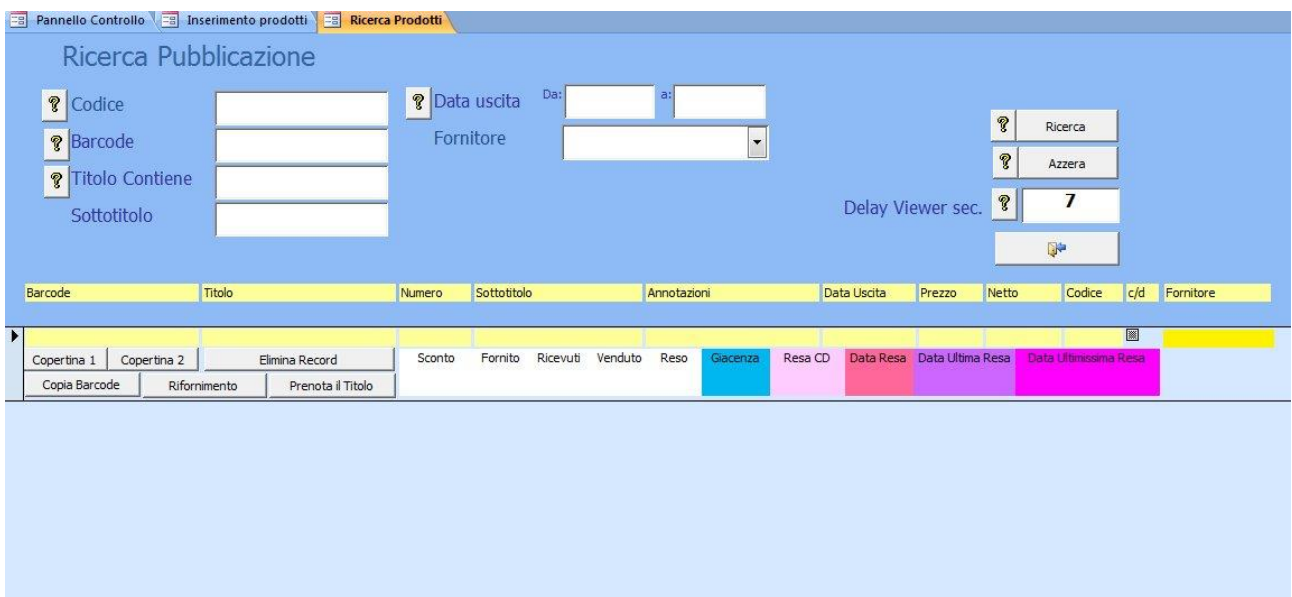 Pannello Controllo Inserimento prodotti Ricerca Prodotti
Ricerca Pubblicazione
? Codice ? Data uscita Da: a:
? Barcode Fornitore
? Titolo Contiene
Sottotitolo
? Ricerca
? Azzera
Delay Viewer sec. ? 7
Barcode Titolo Numero Sottotitolo Annotazioni Data Uscita Prezzo Netto Codice c/d Fornitore
Copertina 1 Copertina 2 Elimina Record Sconto Fornito Ricevuti Venduto Reso Giacenza Resa CD Data Resa Data Ultima Resa Data Ultimissima Resa
Copia Barcode Rifornimento Prenota il Titolo